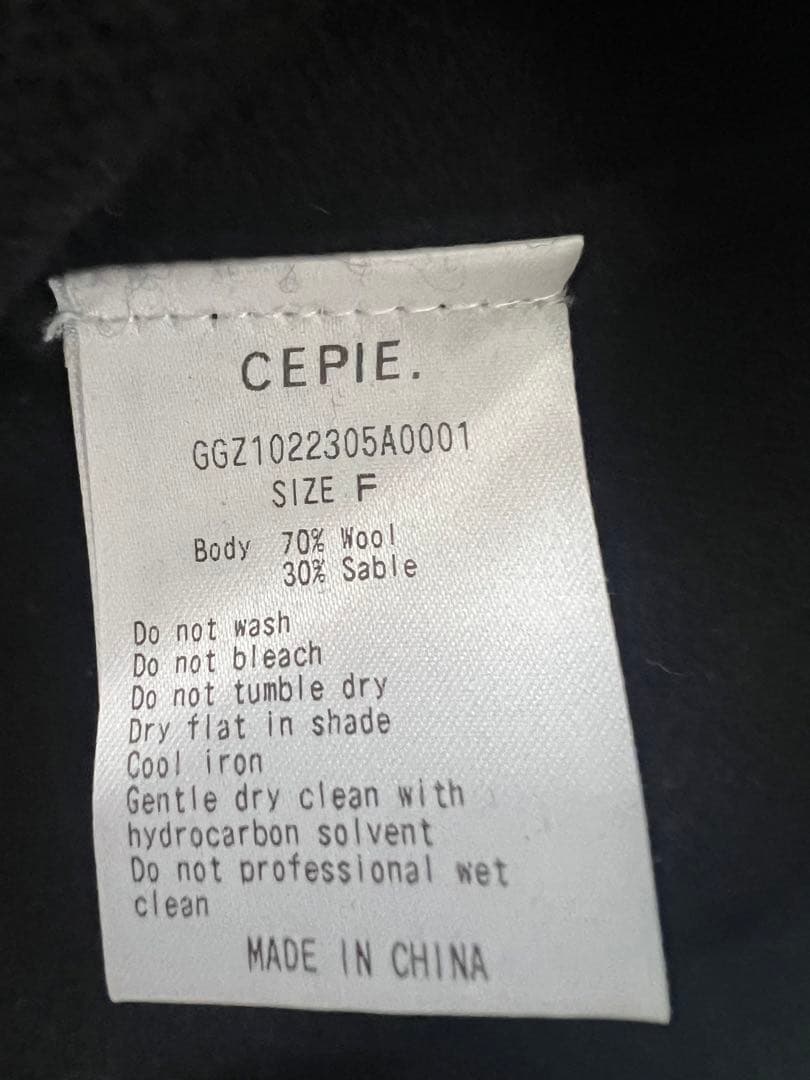 CEPIE.
GGZ1022305A0001
SIZE F
Body 70% Wool
30% Sable
Do not wash
Do not bleach
Do not tumble dry
Dry flat in shade
Cool iron
Gentle dry clean with
hydrocarbon solvent
Do not professional wet
clean
MADE IN CHINA